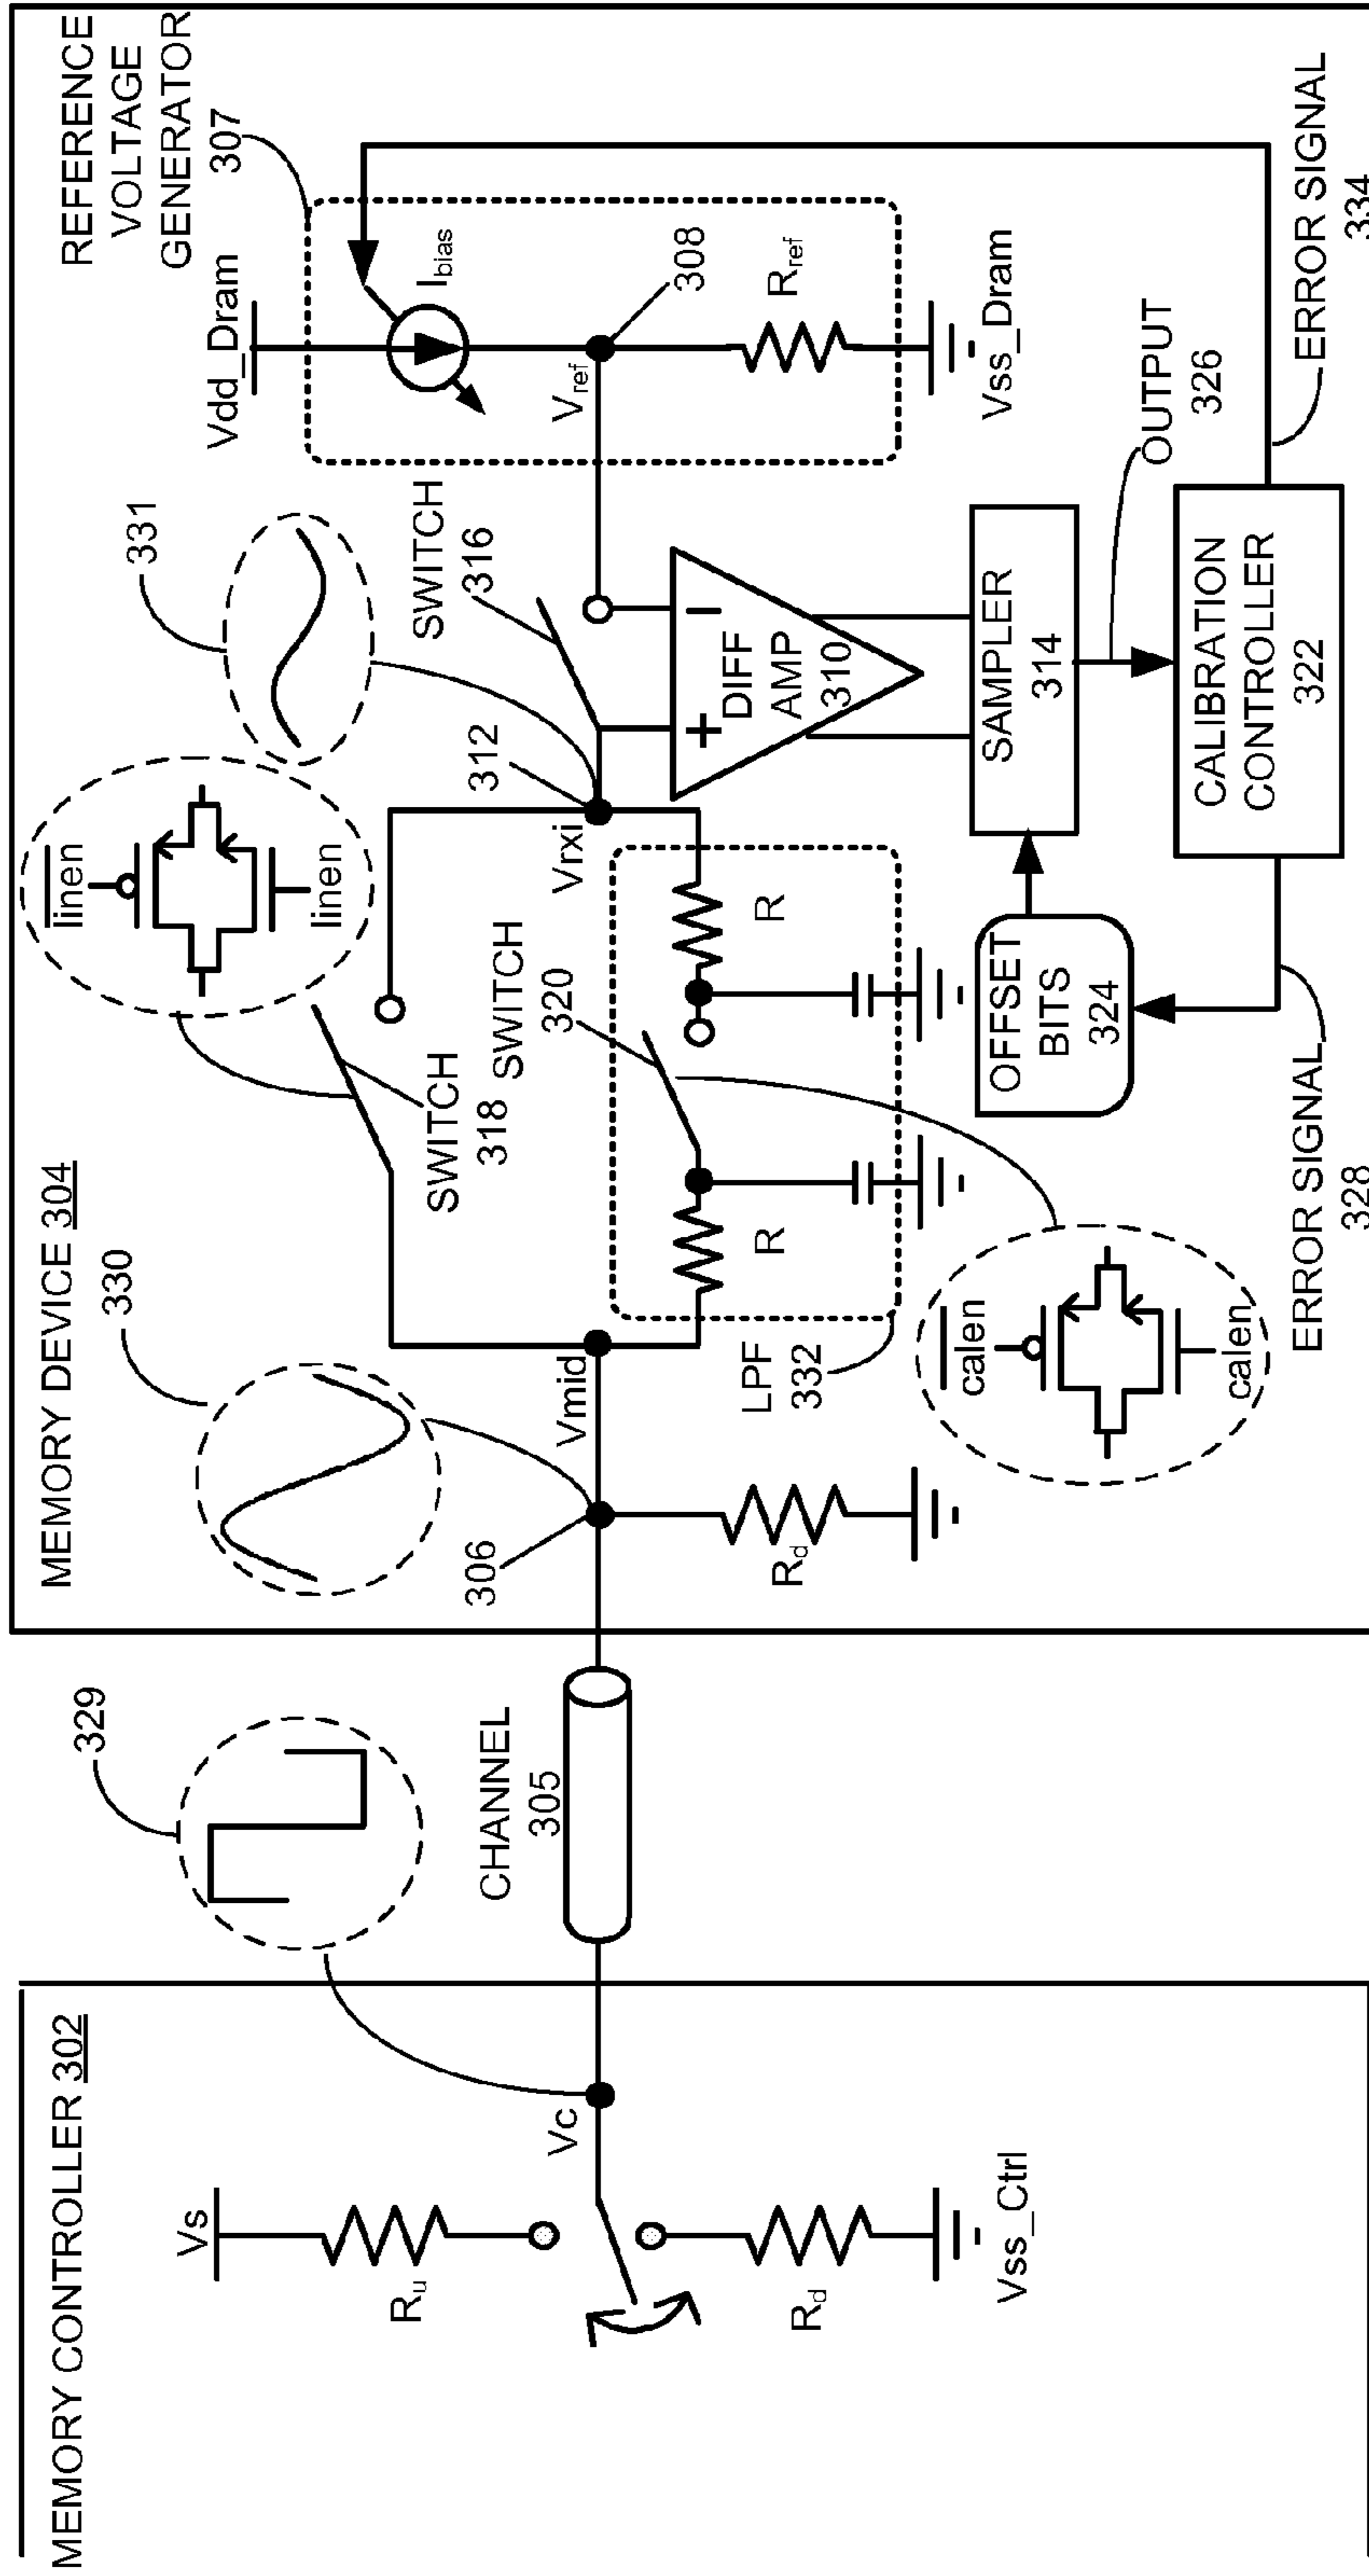 MEMORY CONTROLLER 302
Vs
Ru
Rd
Vss_Ctrl
Vc
329
CHANNEL
305
MEMORY DEVICE 304
330
306
Vmid
Rd
linen
linen
SWITCH
318
SWITCH
320
R
R
LPF
332
calen
calen
331
312
Vrxi
SWITCH
316
+
−
DIFF
AMP
310
REFERENCE
VOLTAGE
GENERATOR
307
Vdd_Dram
Ibias
Vref
308
Rref
Vss_Dram
SAMPLER
314
OUTPUT
326
OFFSET
BITS
324
CALIBRATION
CONTROLLER
322
ERROR SIGNAL
328
ERROR SIGNAL
334